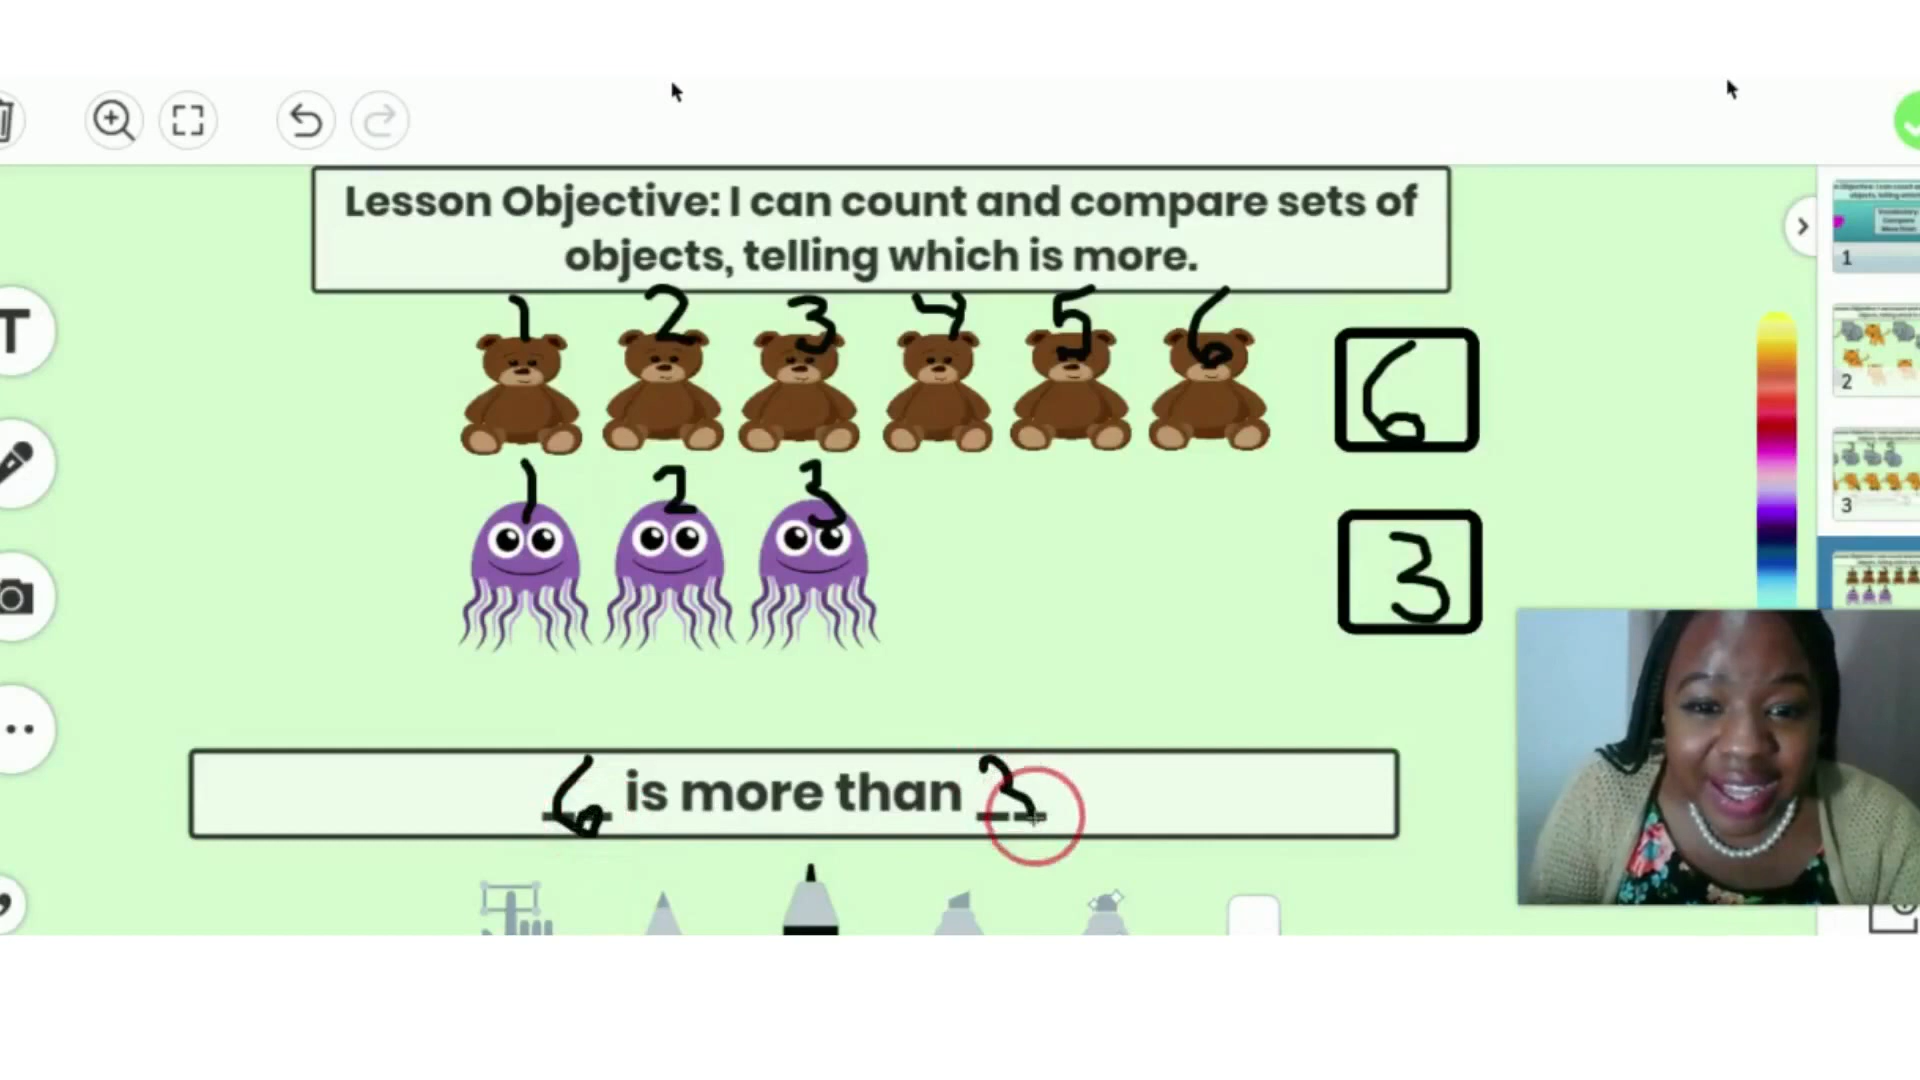 Lesson Objective: I can count and compare sets of
objects, telling which is more.
1 2 3 4 5 6
6
1 2 3
3
6 is more than 3
T
1
2
3